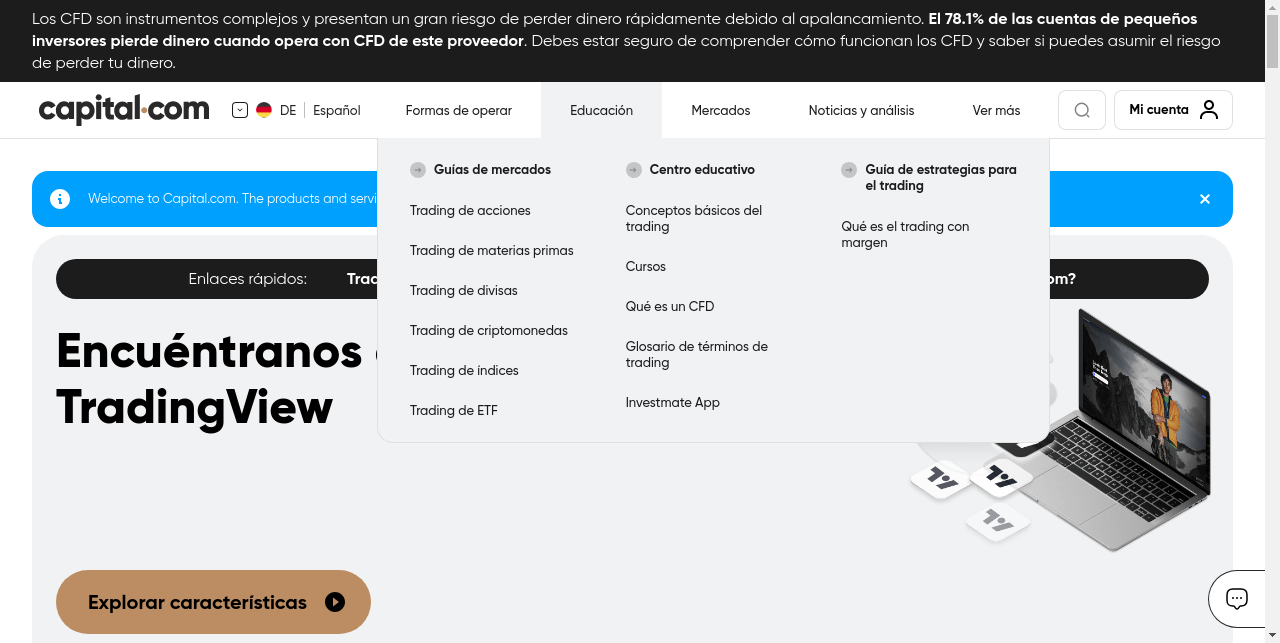 Los CFD son instrumentos complejos y presentan un gran riesgo de perder dinero rápidamente debido al apalancamiento. El 78.1% de las cuentas de pequeños
inversores pierde dinero cuando opera con CFD de este proveedor. Debes estar seguro de comprender cómo funcionan los CFD y saber si puedes asumir el riesgo
de perder tu dinero.
capital.com
DE
Español
Formas de operar
Educación
Mercados
Noticias y análisis
Ver más
Mi cuenta
Guías de mercados
Trading de acciones
Trading de materias primas
Trading de divisas
Trading de criptomonedas
Trading de índices
Trading de ETF
Centro educativo
Conceptos básicos del
trading
Cursos
Qué es un CFD
Glosario de términos de
trading
Investmate App
Guía de estrategias para
el trading
Qué es el trading con
margen
Welcome to Capital.com. The products and
Enlaces rápidos:
Encuéntranos
TradingView
Explorar características